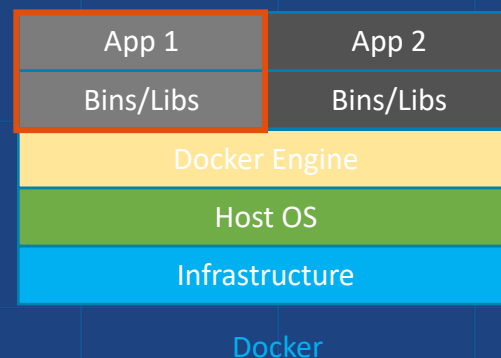 App 1 App 2
Bins/Libs Bins/Libs
Docker Engine
Host OS
Infrastructure
Docker